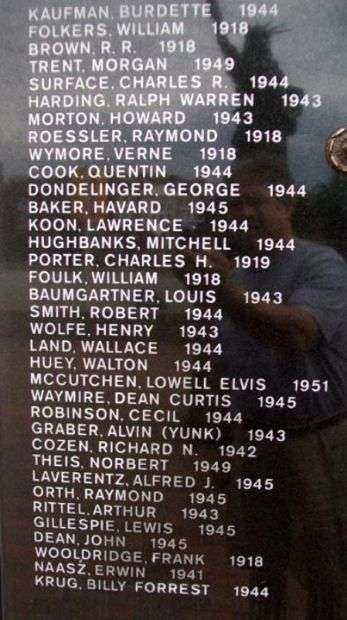 KAUFMAN, BURDETTE 1944
FOLKERS, WILLIAM 1918
BROWN, R. R. 1918
TRENT, MORGAN 1949
SURFACE, CHARLES R. 1944
HARDING, RALPH WARREN 1943
MORTON, HOWARD 1943
ROESSLER, RAYMOND 1918
WYMORE, VERNE 1918
COOK, QUENTIN 1944
DONDELINGER, GEORGE 1944
BAKER, HAVARD 1945
KOON, LAWRENCE 1944
HUGHBANKS, MITCHELL 1944
PORTER, CHARLES H. 1919
FOULK, WILLIAM 1918
BAUMGARTNER, LOUIS 1943
SMITH, ROBERT 1944
WOLFE, HENRY 1943
LAND, WALLACE 1944
HUEY, WALTON 1944
MCCUTCHEN, LOWELL ELVIS 1951
WAYMIRE, DEAN CURTIS 1945
ROBINSON, CECIL 1944
GRABER, ALVIN (YUNK) 1943
COZEN, RICHARD N. 1942
THEIS, NORBERT 1949
LAVERENTZ, ALFRED J. 1945
ORTH, RAYMOND 1945
RITTEL, ARTHUR 1943
GILLESPIE, LEWIS 1945
DEAN, JOHN 1945
WOOLDRIDGE, FRANK 1918
NAASZ, ERWIN 1941
KRUG, BILLY FORREST 1944